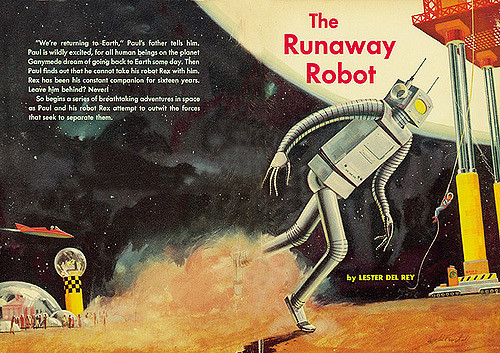 "We're returning to Earth," Paul's father tells him.
Paul is wildly excited, for all human beings on the planet
Ganymede dream of going back to Earth some day. Then
Paul finds out that he cannot take his robot Rex with him.
Rex has been his constant companion for sixteen years.
Leave him behind? Never!
So begins a series of breathtaking adventures in space
as Paul and his robot Rex attempt to outwit the forces
that seek to separate them.
The
Runaway
Robot
by LESTER DEL REY